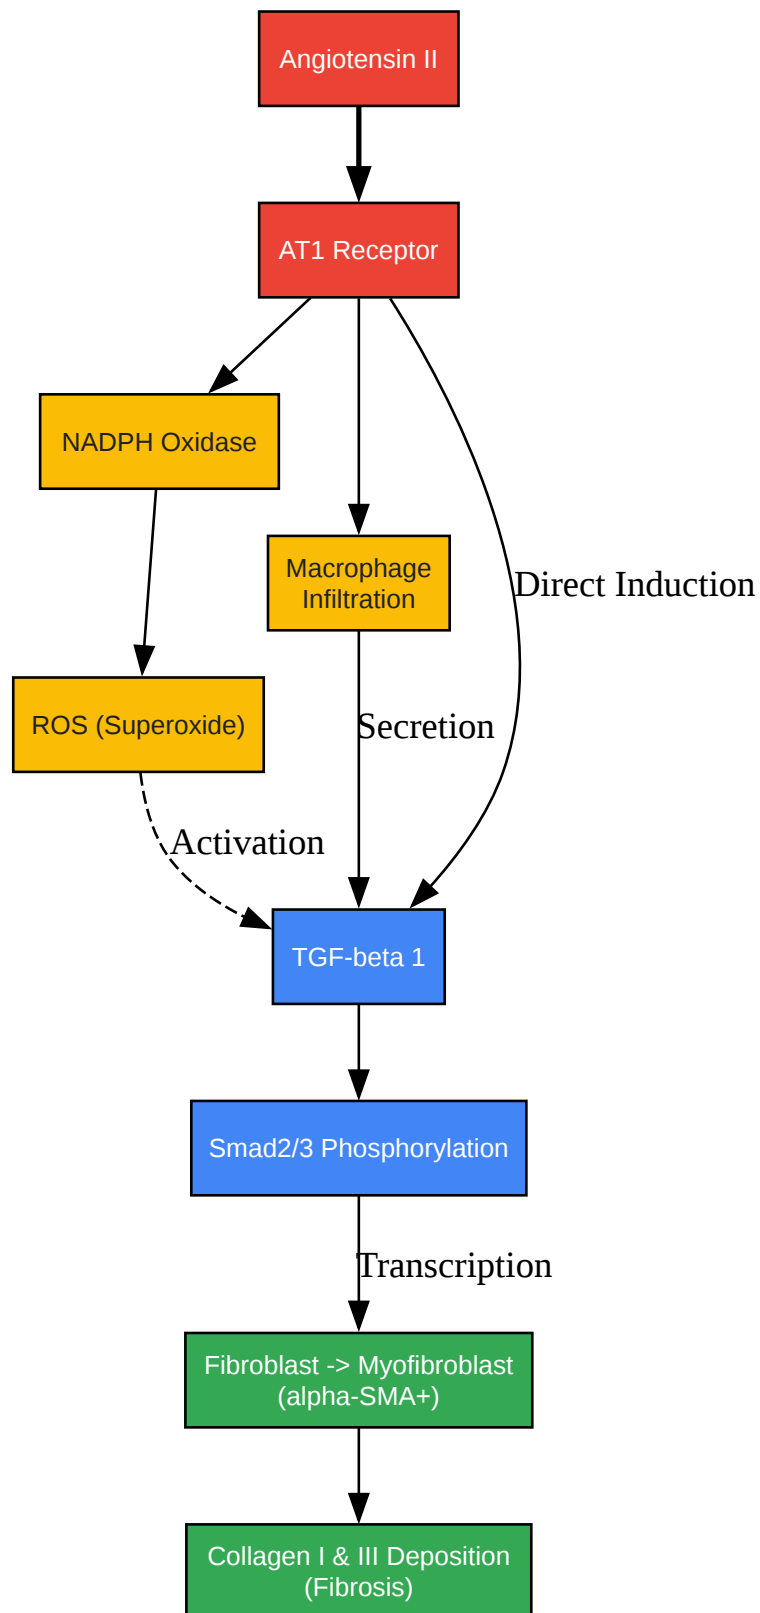 Angiotensin II
AT1 Receptor
NADPH Oxidase
Macrophage
Infiltration
Direct Induction
ROS (Superoxide)
Secretion
Activation
TGF-beta 1
Smad2/3 Phosphorylation
Transcription
Fibroblast -> Myofibroblast
(alpha-SMA+)
Collagen I & III Deposition
(Fibrosis)